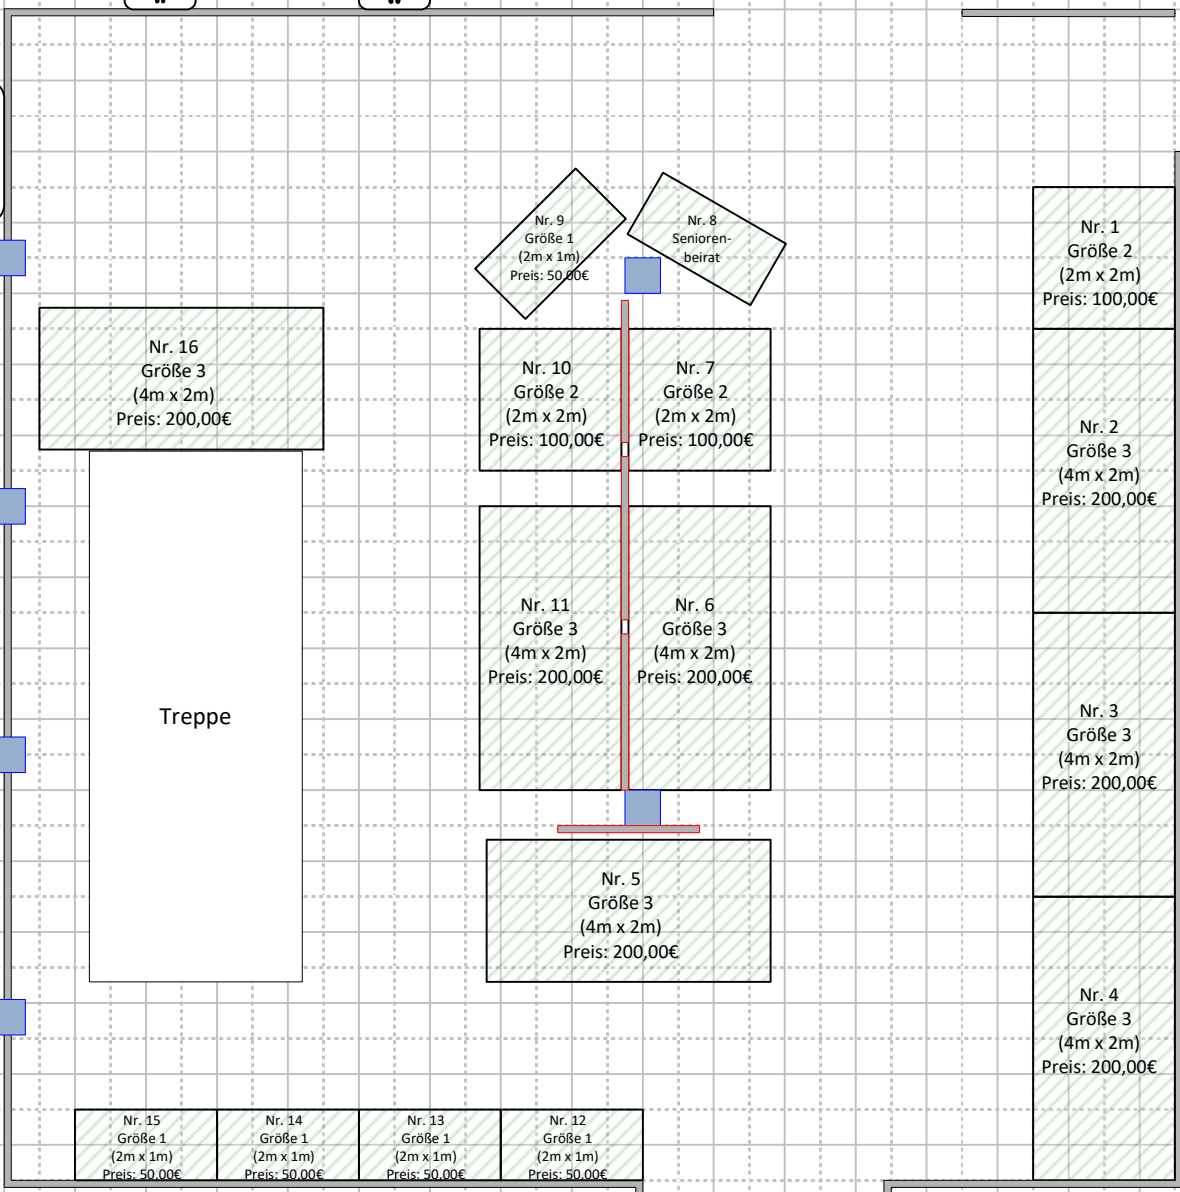 Nr. 9
Größe 1
(2m x 1m)
Preis: 50,00€
Nr. 8
Senioren-
beirat
Nr. 1
Größe 2
(2m x 2m)
Preis: 100,00€
Nr. 16
Größe 3
(4m x 2m)
Preis: 200,00€
Nr. 10
Größe 2
(2m x 2m)
Preis: 100,00€
Nr. 7
Größe 2
(2m x 2m)
Preis: 100,00€
Nr. 2
Größe 3
(4m x 2m)
Preis: 200,00€
Nr. 11
Größe 3
(4m x 2m)
Preis: 200,00€
Nr. 6
Größe 3
(4m x 2m)
Preis: 200,00€
Treppe
Nr. 3
Größe 3
(4m x 2m)
Preis: 200,00€
Nr. 5
Größe 3
(4m x 2m)
Preis: 200,00€
Nr. 4
Größe 3
(4m x 2m)
Preis: 200,00€
Nr. 15
Größe 1
(2m x 1m)
Preis: 50,00€
Nr. 14
Größe 1
(2m x 1m)
Preis: 50,00€
Nr. 13
Größe 1
(2m x 1m)
Preis: 50,00€
Nr. 12
Größe 1
(2m x 1m)
Preis: 50,00€